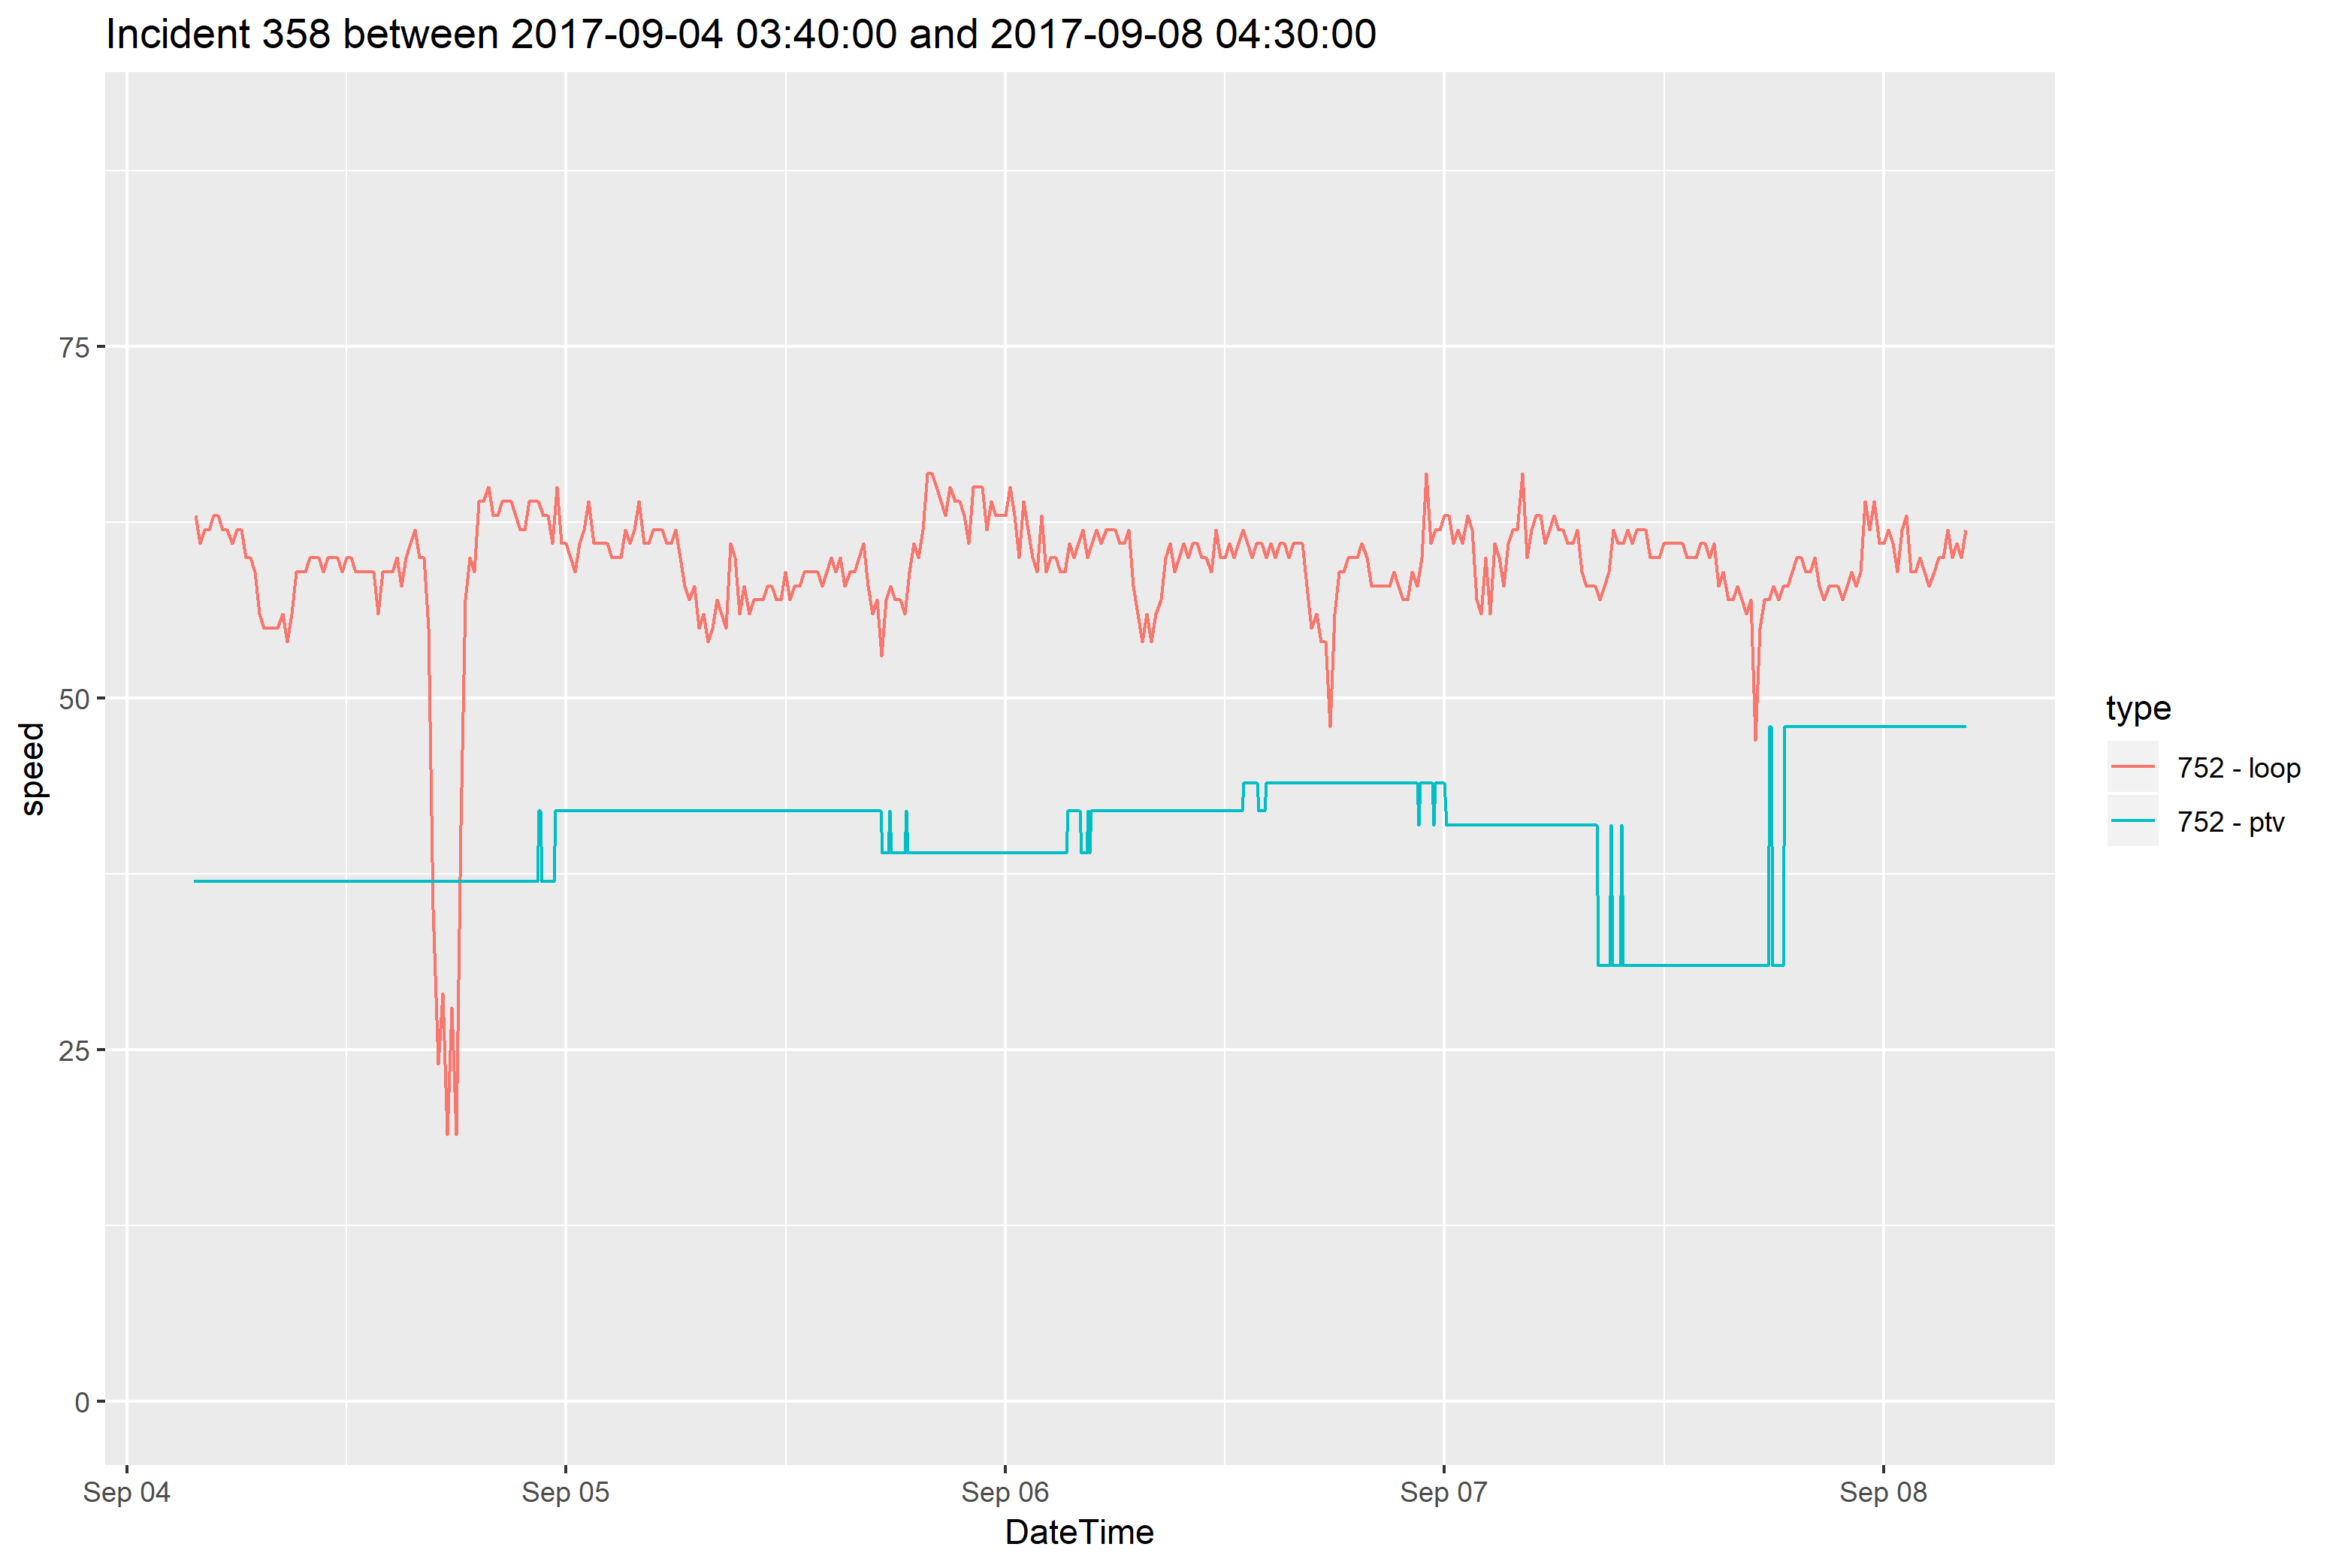 Incident 358 between 2017-09-04 03:40:00 and 2017-09-08 04:30:00
75
50
25
0
speed
Sep 04
Sep 05
Sep 06
Sep 07
Sep 08
DateTime
type
752 - loop
752 - ptv